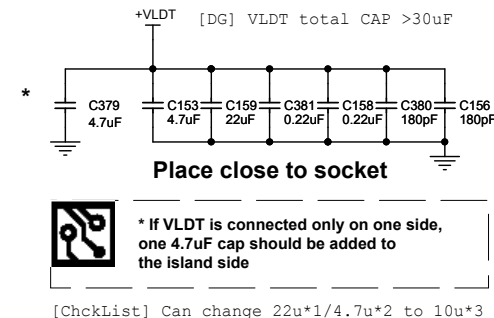 +VLDT
[DG] VLDT total CAP >30uF
*
C379
4.7uF
C153
4.7uF
C159
22uF
C381
0.22uF
C158
0.22uF
C380
180pF
C156
180pF
Place close to socket
* If VLDT is connected only on one side,
one 4.7uF cap should be added to
the island side
[ChckList] Can change 22u*1/4.7u*2 to 10u*3